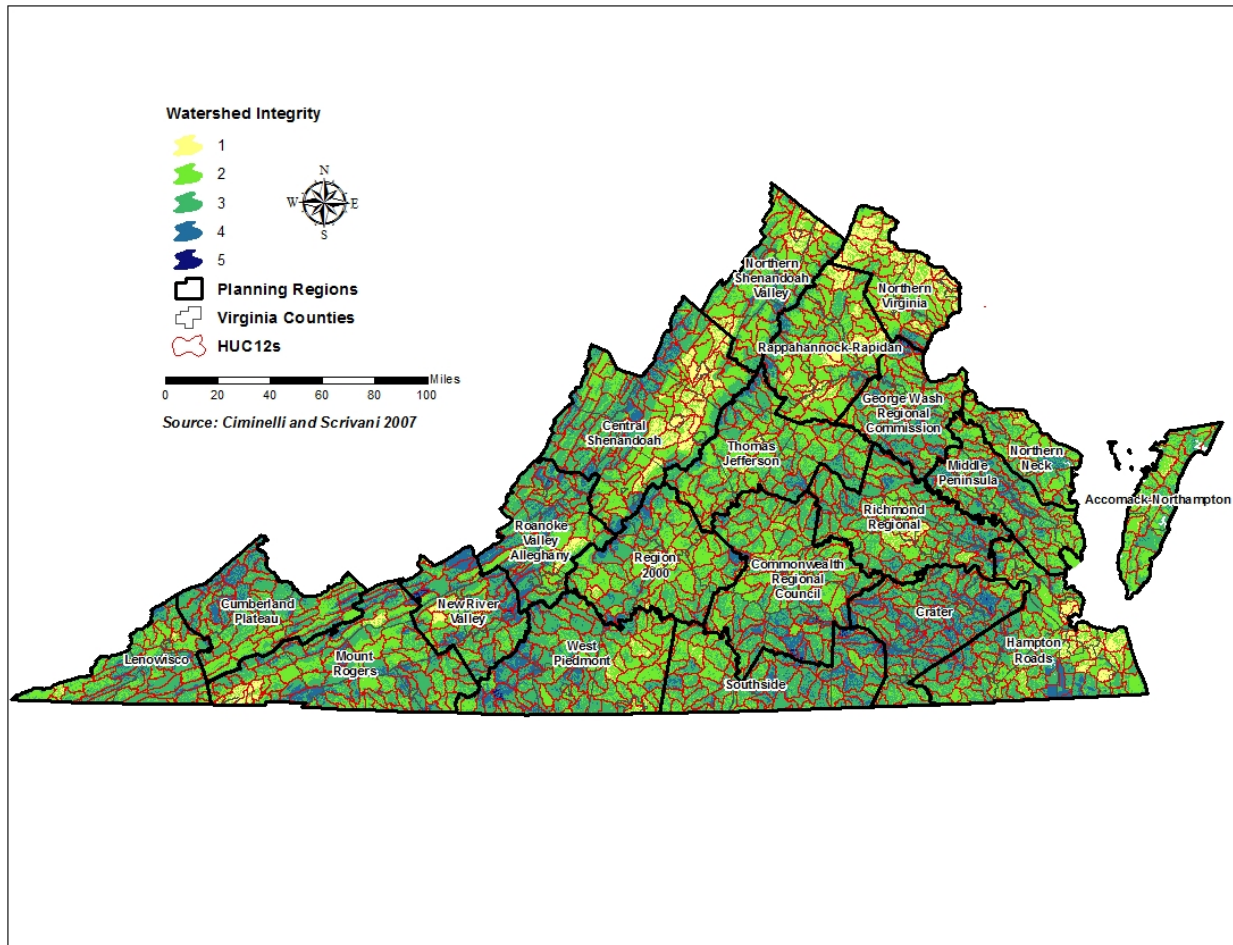 Watershed Integrity
1
2
3
4
5
Planning Regions
Virginia Counties
HUC12s
N
W
E
S
Miles
0 20 40 60 80 100
Source: Ciminelli and Scrivani 2007
Northern
Shenandoah
Valley
Northern
Virginia
Rappahannock-Rapidan
George Wash
Regional
Commission
Central
Shenandoah
Thomas
Jefferson
Northern
Neck
Middle
Peninsula
Accomack-Northampton
Richmond
Regional
Roanoke
Valley
Alleghany
Region
2000
Commonwealth
Regional
Council
Cumberland
Plateau
New River
Valley
Crater
Lenowisco
Mount
Rogers
West
Piedmont
Southside
Hampton
Roads